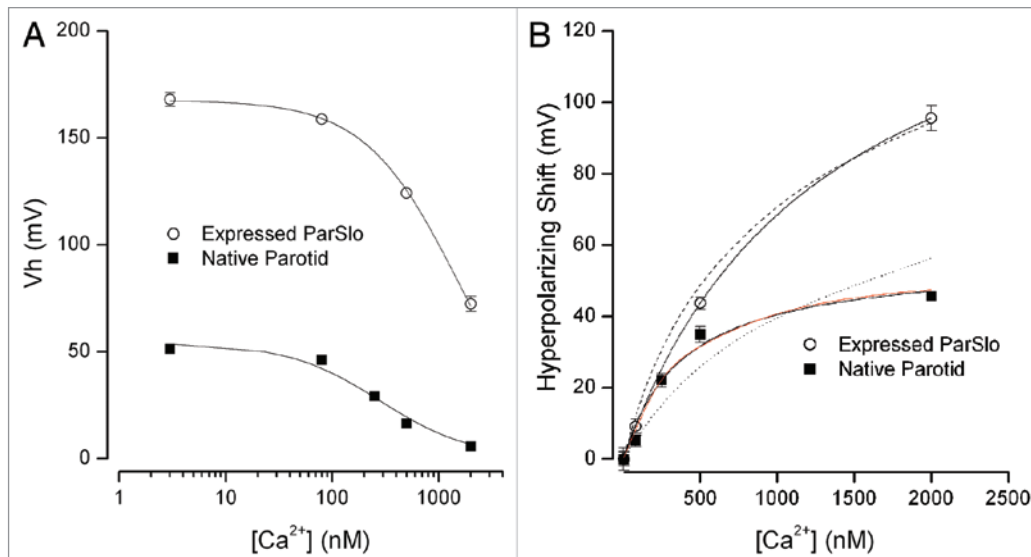 A
200
150
100
50
0
Vh (mV)
Expressed ParSlo
Native Parotid
1
10
100
1000
[Ca²⁺] (nM)
B
120
100
80
60
40
20
0
Hyperpolarizing Shift (mV)
Expressed ParSlo
Native Parotid
500
1000
1500
2000
2500
[Ca²⁺] (nM)